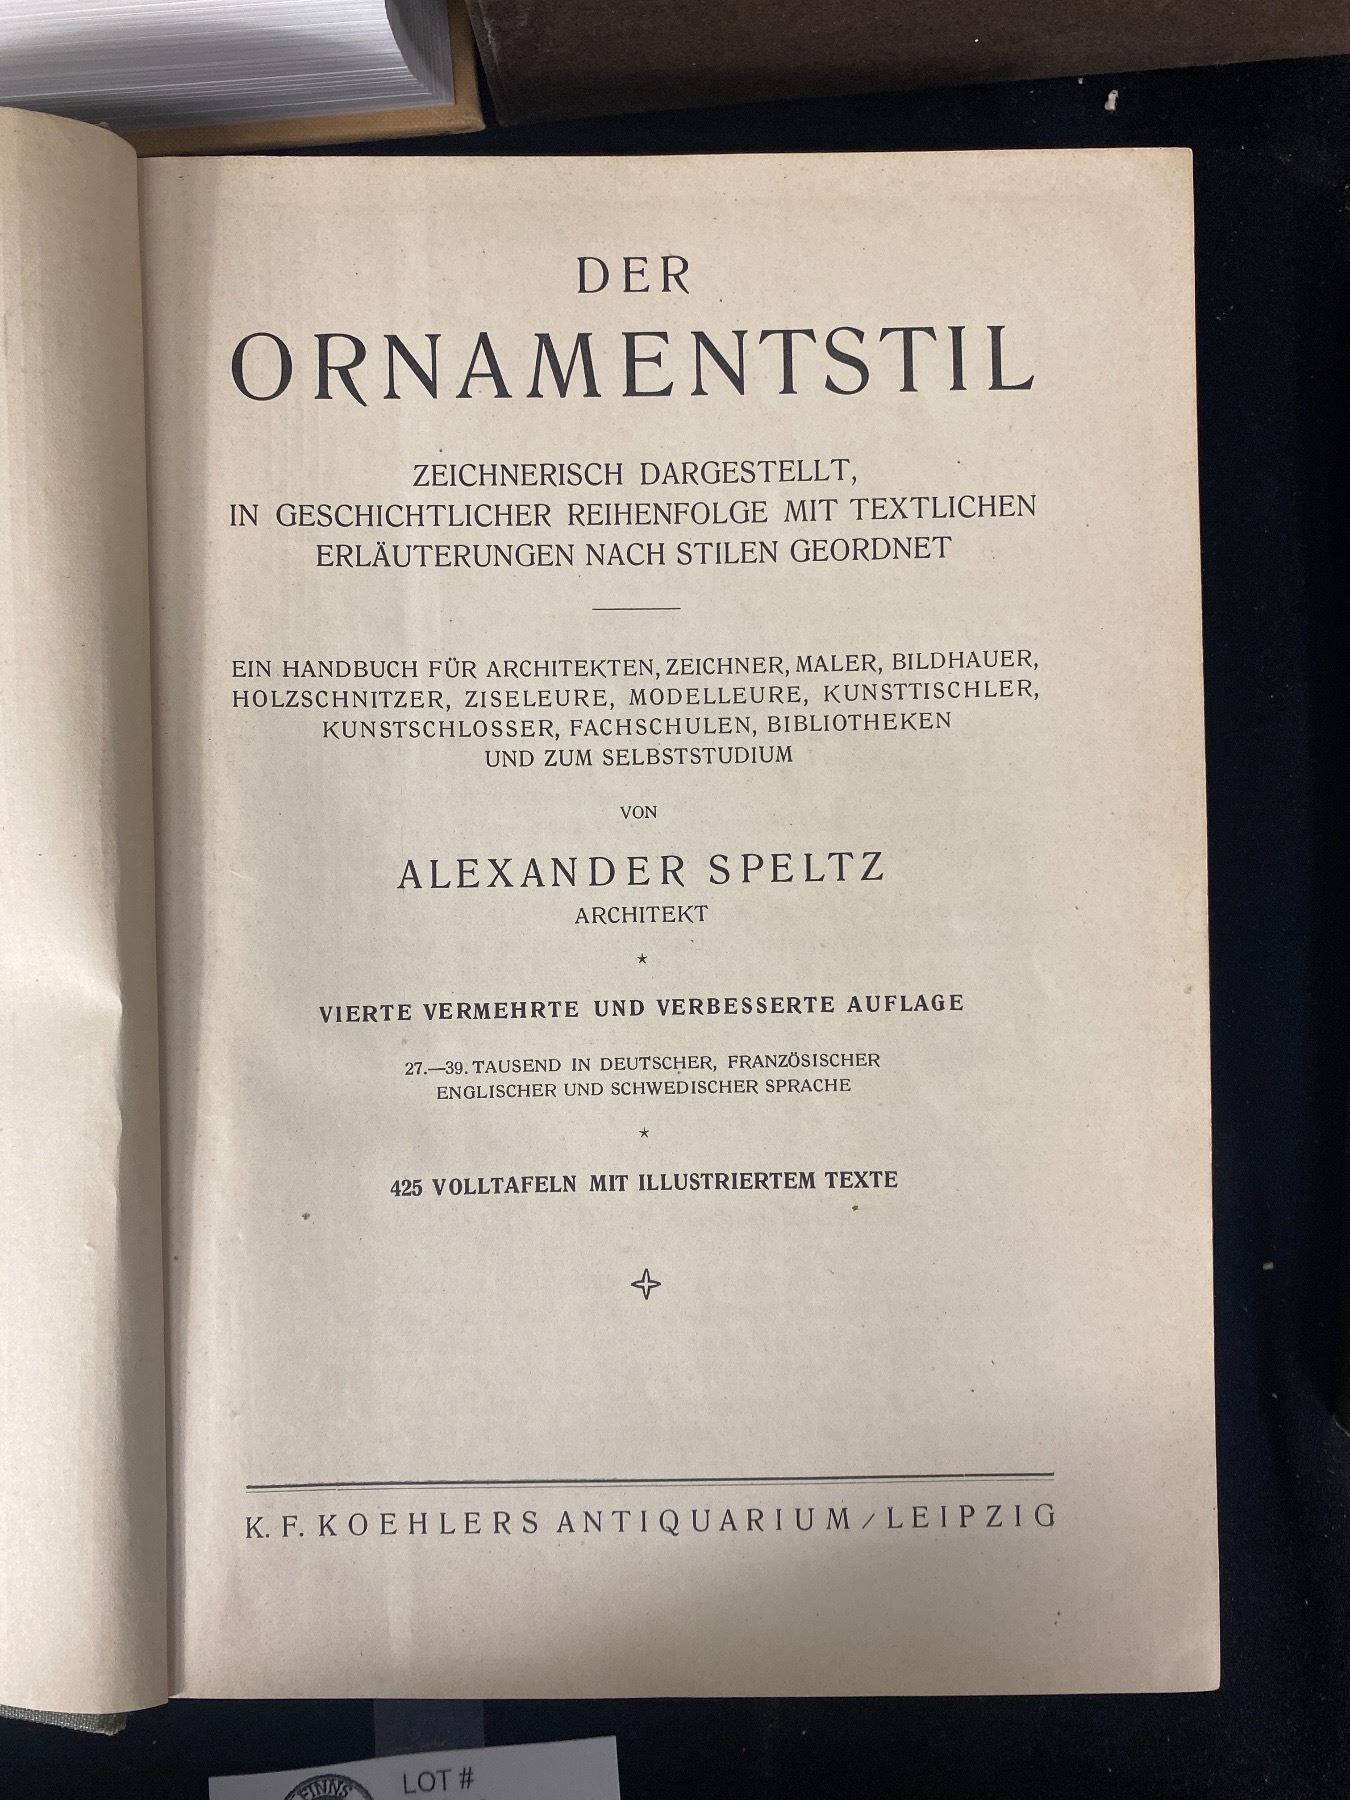 DER
ORNAMENTSTIL
ZEICHNERISCH DARGESTELLT,
IN GESCHICHTLICHER REIHENFOLGE MIT TEXTLICHEN
ERLÄUTERUNGEN NACH STILEN GEORDNET
EIN HANDBUCH FÜR ARCHITEKTEN, ZEICHNER, MALER, BILDHAUER,
HOLZSCHNITZER, ZISELEURE, MODELLEURE, KUNSTTISCHLER,
KUNSTSCHLOSSER, FACHSCHULEN, BIBLIOTHEKEN
UND ZUM SELBSTSTUDIUM
VON
ALEXANDER SPELTZ
ARCHITEKT
VIERTE VERMEHRTE UND VERBESSERTE AUFLAGE
27.—39. TAUSEND IN DEUTSCHER, FRANZÖSISCHER
ENGLISCHER UND SCHWEDISCHER SPRACHE
425 VOLLTAFELN MIT ILLUSTRIERTEM TEXTE
K. F. KOEHLERS ANTIQUARIUM / LEIPZIG
FINNS
LOT #